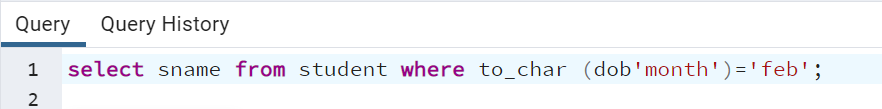 Query Query History
1 select sname from student where to_char (dob'month')='feb';
2